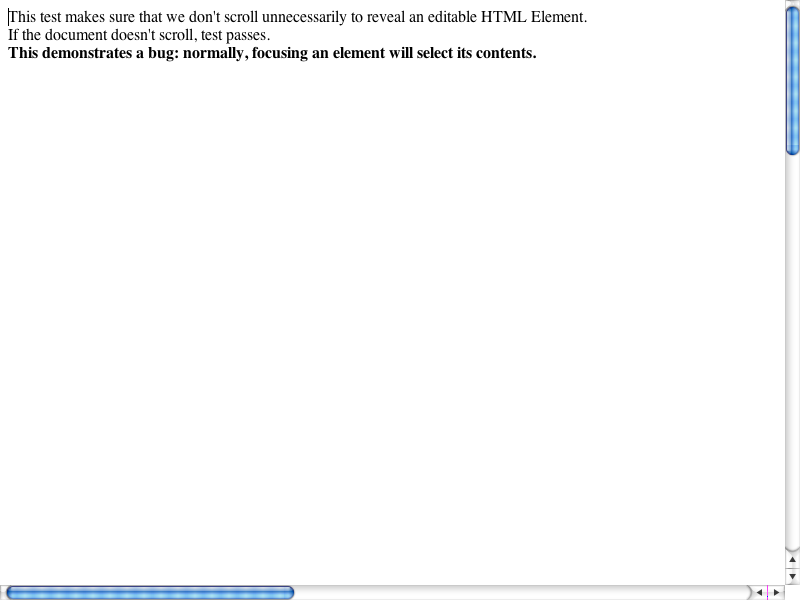 This test makes sure that we don't scroll unnecessarily to reveal an editable HTML Element.
If the document doesn't scroll, test passes.
This demonstrates a bug: normally, focusing an element will select its contents.